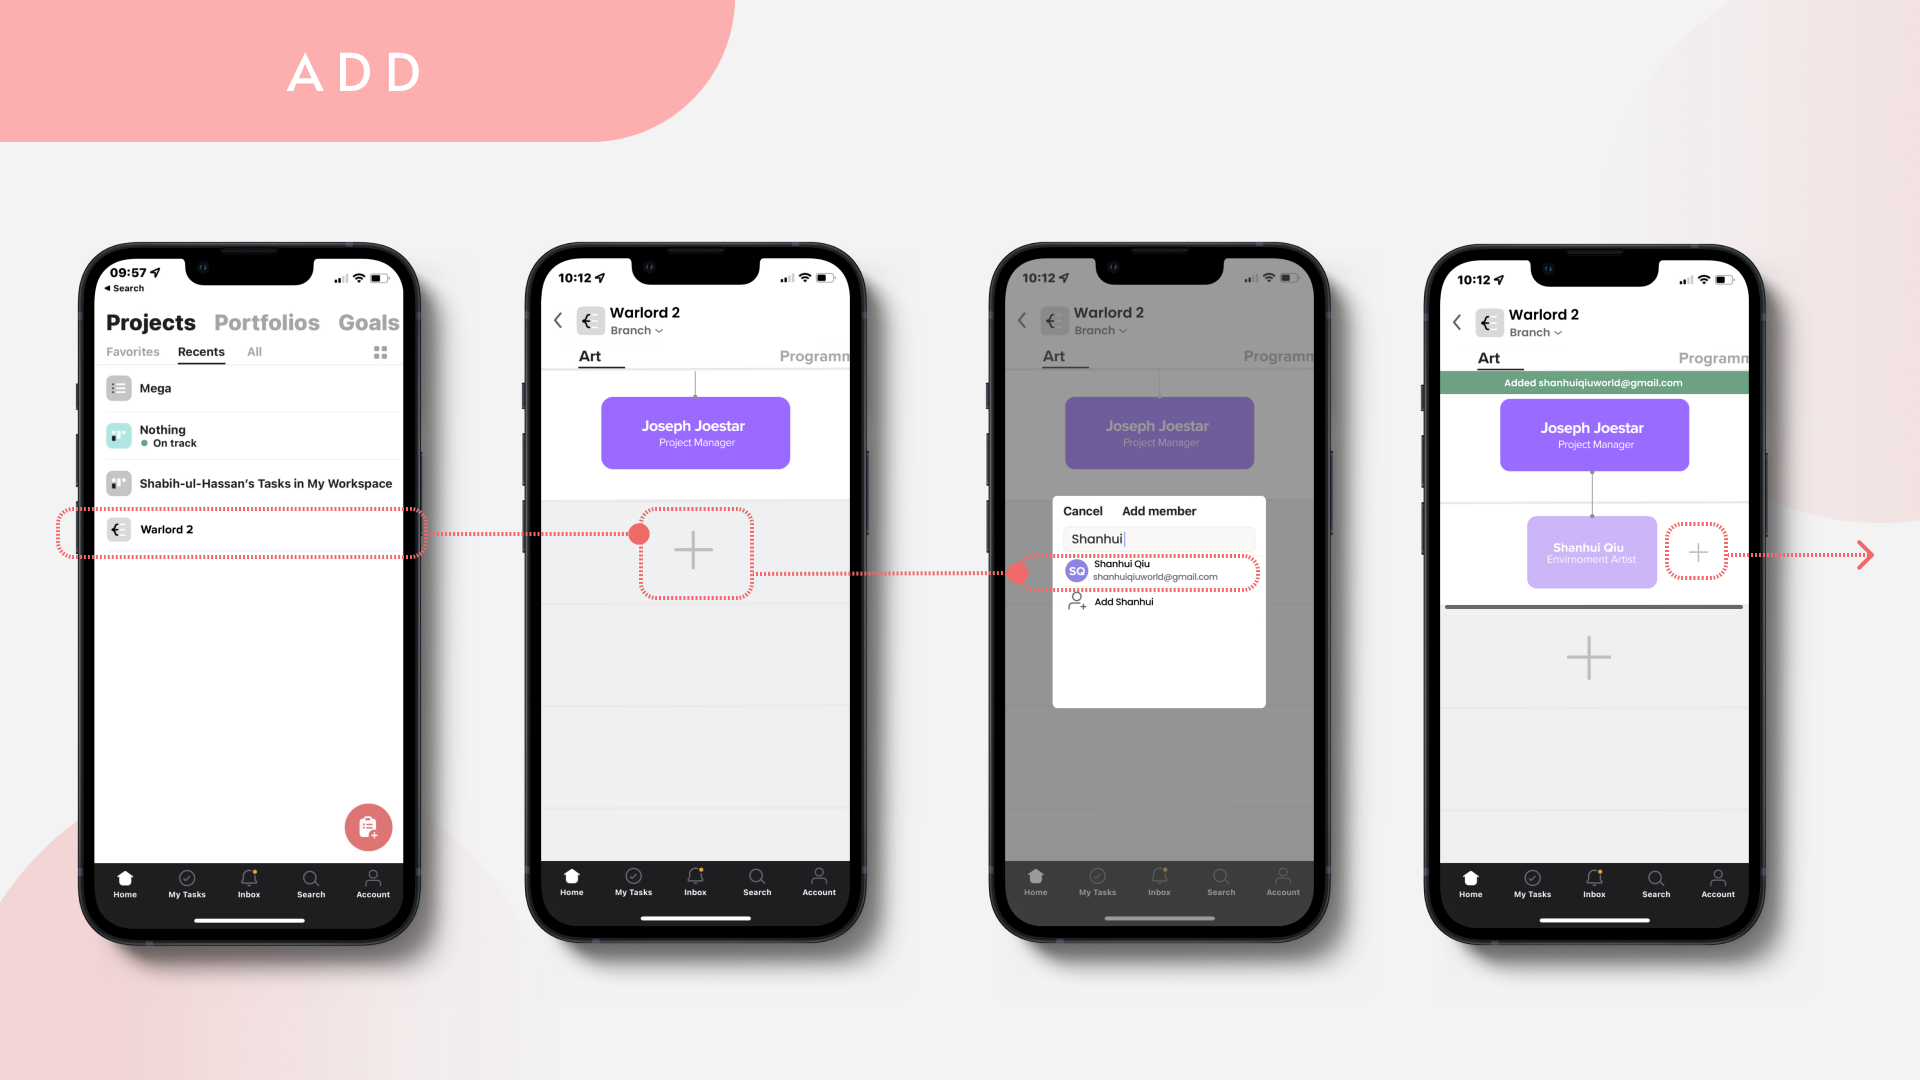 ADD
09:57
Search
Projects Portfolios Goals
Favorites Recents All
Mega
Nothing
On track
Shabih-ul-Hassan's Tasks in My Workspace
Warlord 2
Home My Tasks Inbox Search Account
10:12
Warlord 2
Branch
Art Programm
Joseph Joestar
Project Manager
Home My Tasks Inbox Search Account
10:12
Warlord 2
Branch
Art Programm
Joseph Joestar
Project Manager
Cancel Add member
Shanhui
SQ
Shanhui Qiu
shanhuiqiuworld@gmail.com
Add Shanhui
Home My Tasks Inbox Search Account
10:12
Warlord 2
Branch
Art Programm
Added shanhuiqiuworld@gmail.com
Joseph Joestar
Project Manager
Shanhui Qiu
Envirnoment Artist
Home My Tasks Inbox Search Account